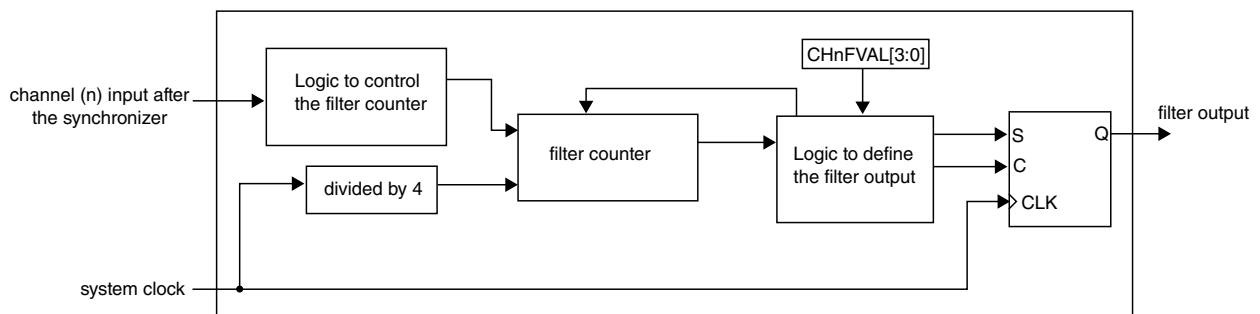 CHnFVAL[3:0]
Logic to control
the filter counter
channel (n) input after
the synchronizer
filter output
S
Q
filter counter
Logic to define
the filter output
C
divided by 4
CLK
system clock